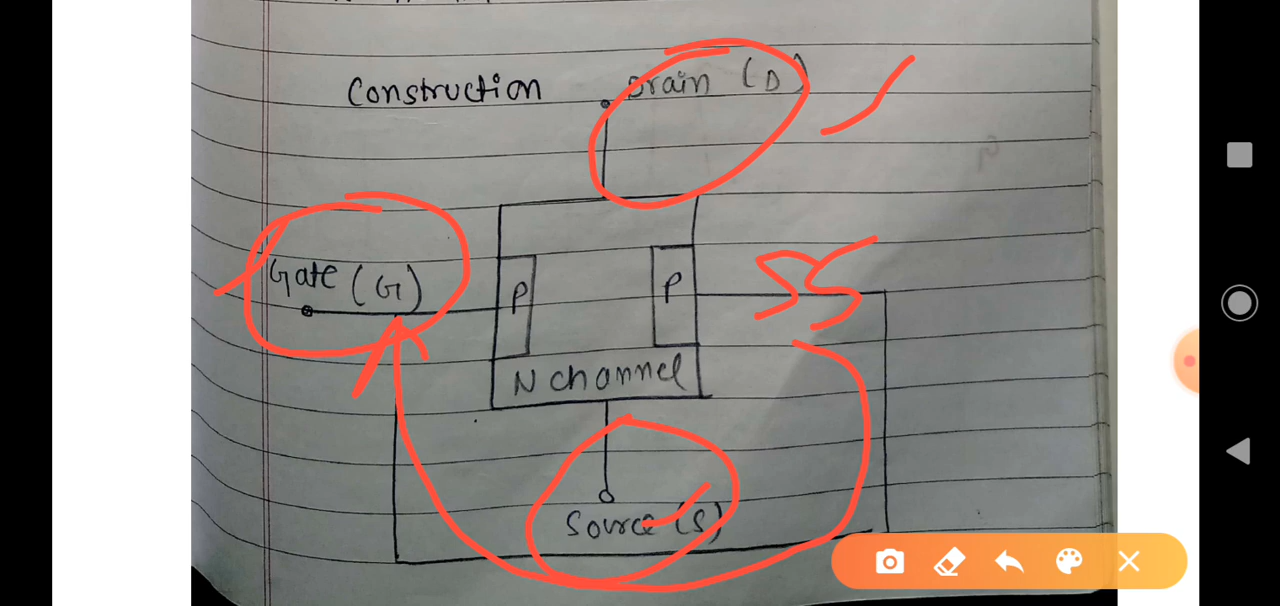 Construction
Drain (D)
Gate (G)
P
P
N channel
Source (S)